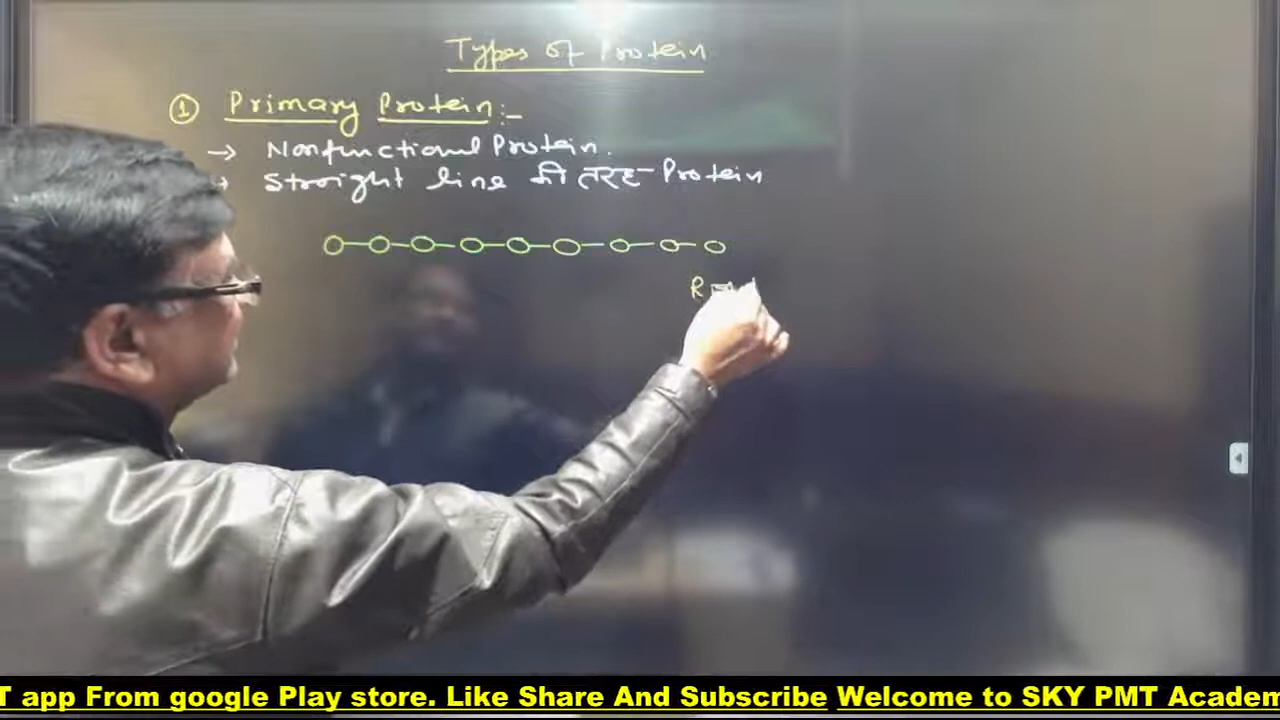 Types of Protein
① Primary Protein:-
→ Nonfunctional Protein.
→ Straight line की तरह Protein
R
T app From google Play store. Like Share And Subscribe Welcome to SKY PMT Academ